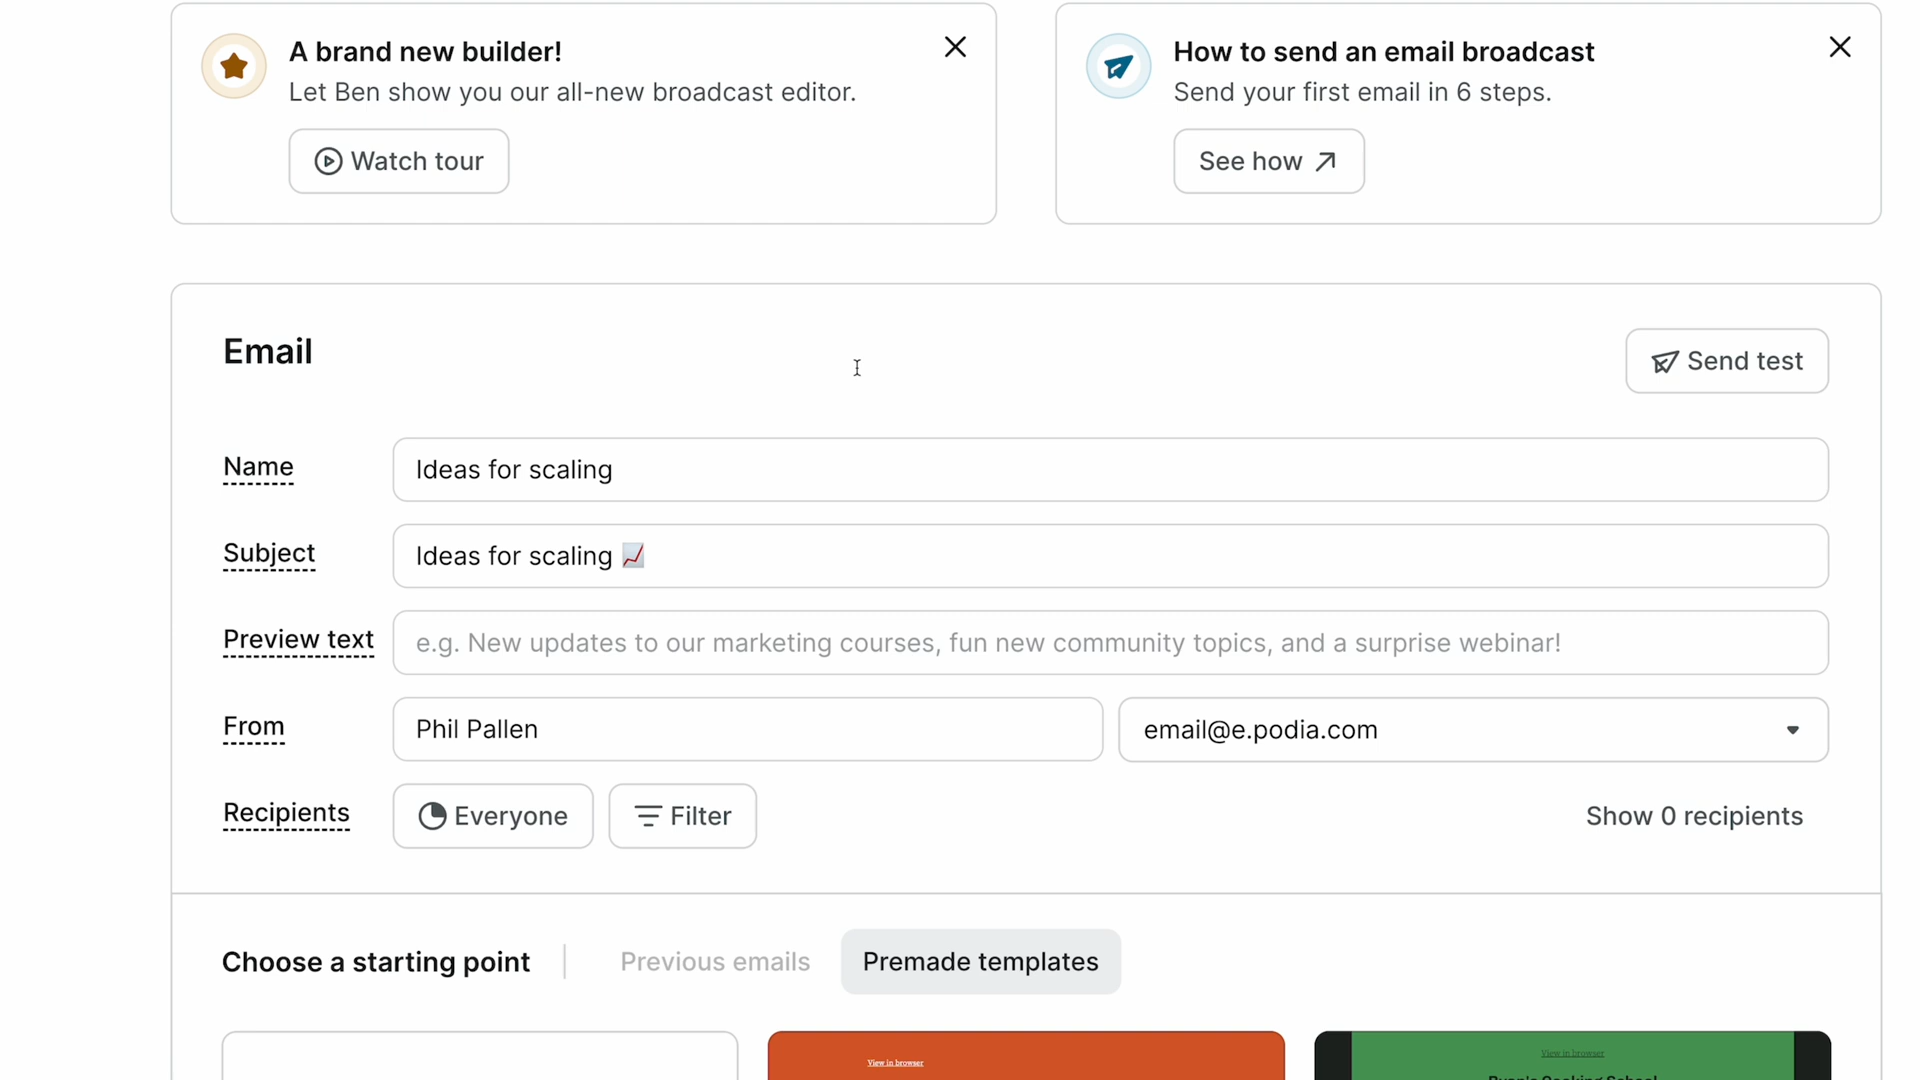 A brand new builder!
Let Ben show you our all-new broadcast editor.
Watch tour
How to send an email broadcast
Send your first email in 6 steps.
See how
Email
Send test
Name
Ideas for scaling
Subject
Ideas for scaling 📈
Preview text
e.g. New updates to our marketing courses, fun new community topics, and a surprise webinar!
From
Phil Pallen
email@e.podia.com
Recipients
Everyone
Filter
Show 0 recipients
Choose a starting point
Previous emails
Premade templates
View in browser
View in browser
Ryan's Cooking School